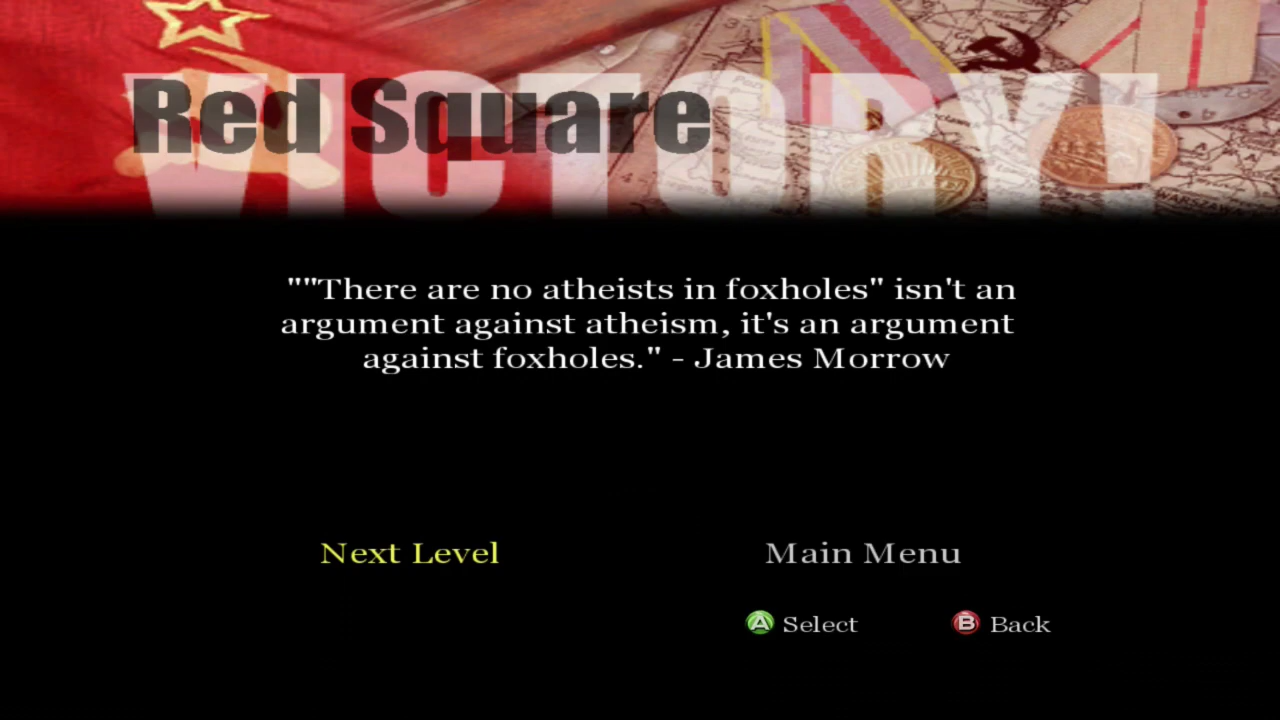 VICTORY!
Red Square
WARSZAWA
""There are no atheists in foxholes" isn't an
argument against atheism, it's an argument
against foxholes." - James Morrow
Next Level
Main Menu
A Select
B Back